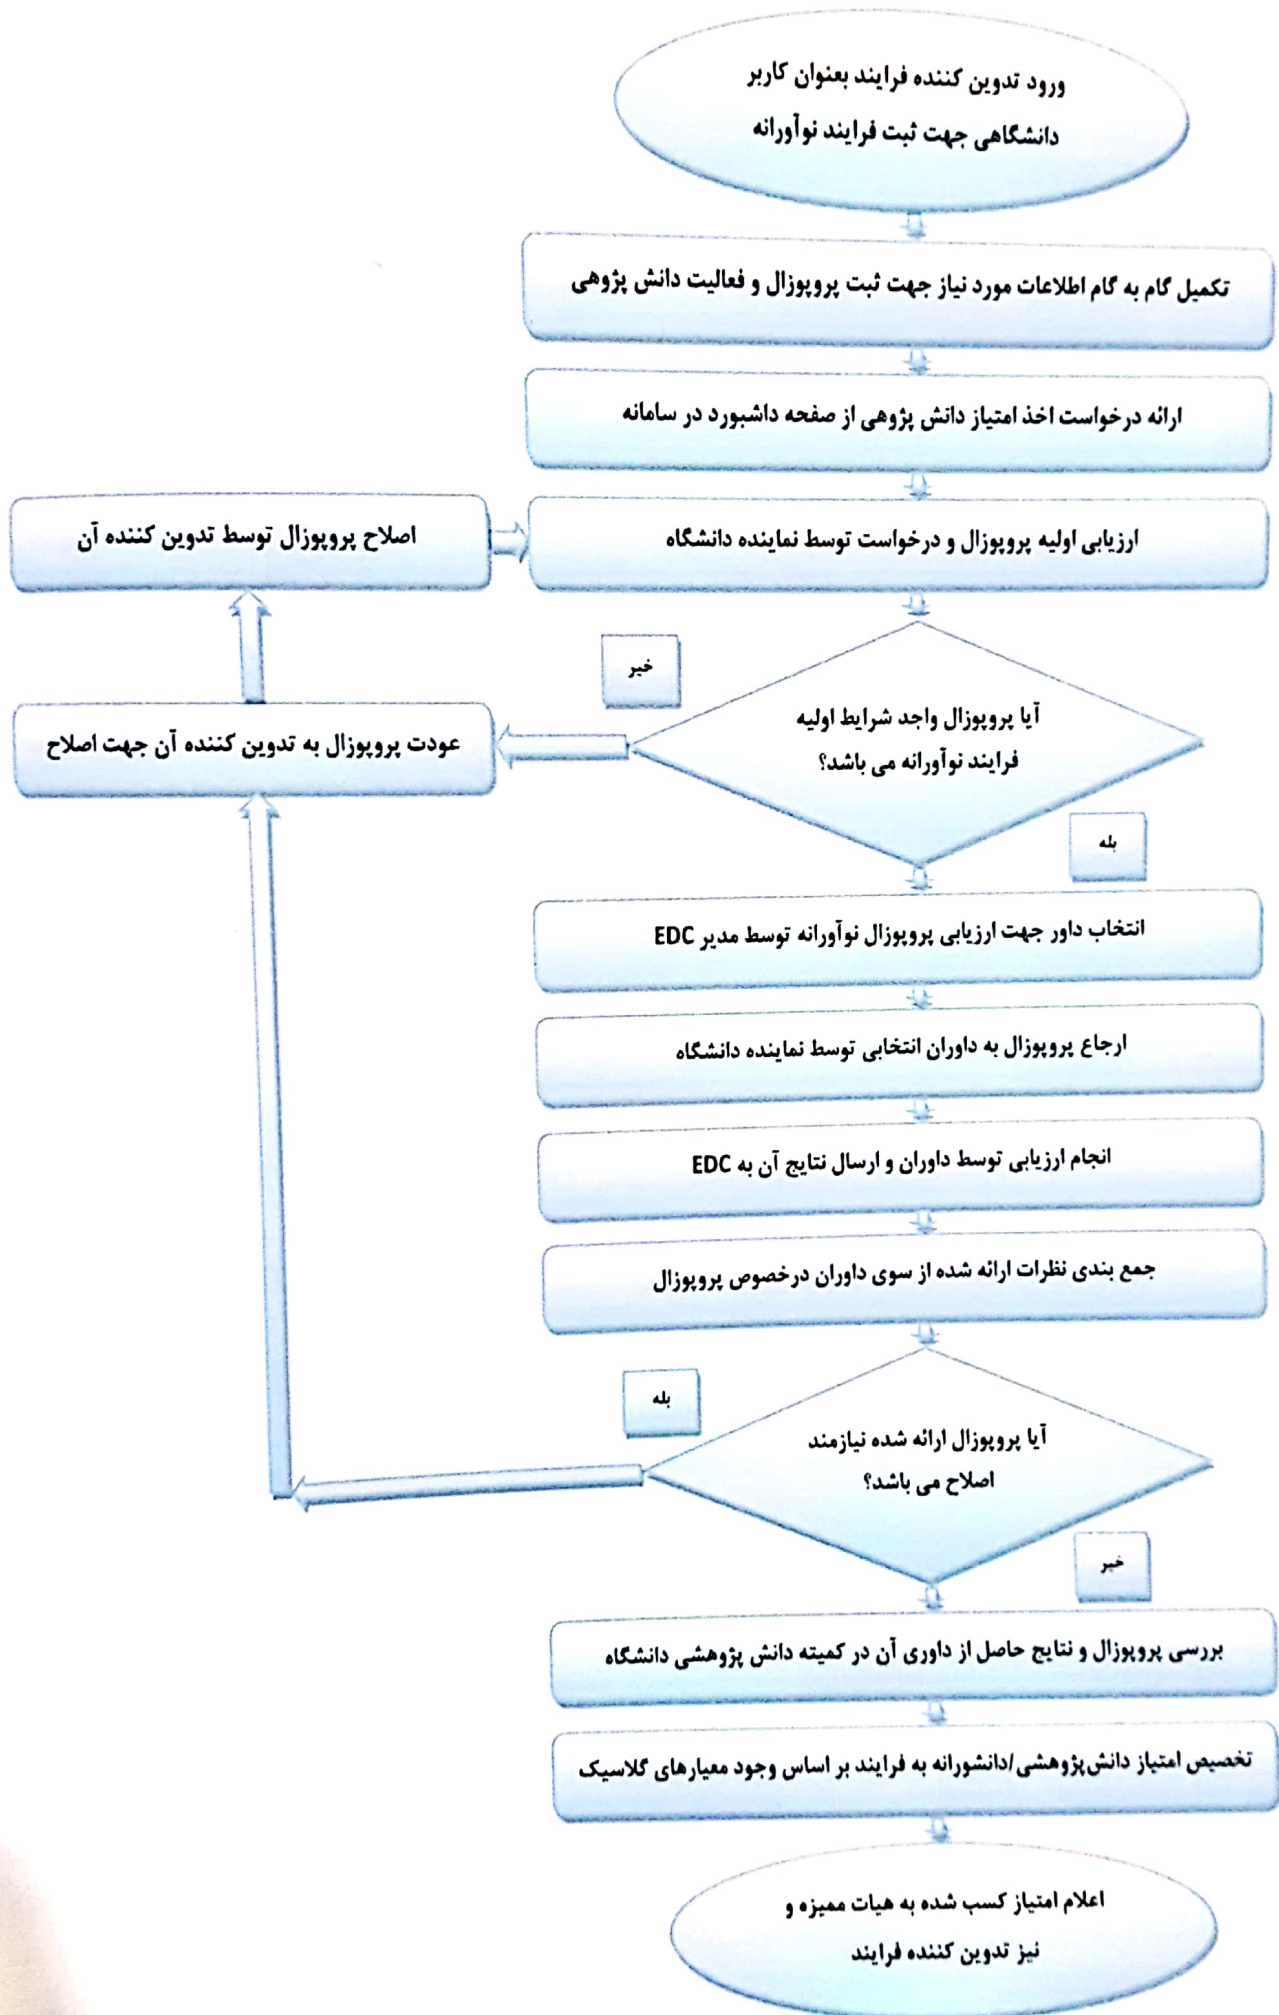 ورود تدوین کننده فرایند بعنوان کاربر
دانشگاهی جهت ثبت فرایند نوآورانه
تکمیل گام به گام اطلاعات مورد نیاز جهت ثبت پروپوزال و فعالیت دانش پژوهی
ارائه درخواست اخذ امتیاز دانش پژوهی از صفحه داشبورد در سامانه
ارزیابی اولیه پروپوزال و درخواست توسط نماینده دانشگاه
اصلاح پروپوزال توسط تدوین کننده آن
خیر
آیا پروپوزال واجد شرایط اولیه
فرایند نوآورانه می باشد؟
عودت پروپوزال به تدوین کننده آن جهت اصلاح
بله
انتخاب داور جهت ارزیابی پروپوزال نوآورانه توسط مدیر EDC
ارجاع پروپوزال به داوران انتخابی توسط نماینده دانشگاه
انجام ارزیابی توسط داوران و ارسال نتایج آن به EDC
جمع بندی نظرات ارائه شده از سوی داوران درخصوص پروپوزال
بله
آیا پروپوزال ارائه شده نیازمند
اصلاح می باشد؟
خیر
بررسی پروپوزال و نتایج حاصل از داوری آن در کمیته دانش پژوهشی دانشگاه
تخصیص امتیاز دانش‌پژوهشی/دانشورانه به فرایند بر اساس وجود معیارهای گلاسیک
اعلام امتیاز کسب شده به هیات ممیزه و
نیز تدوین کننده فرایند